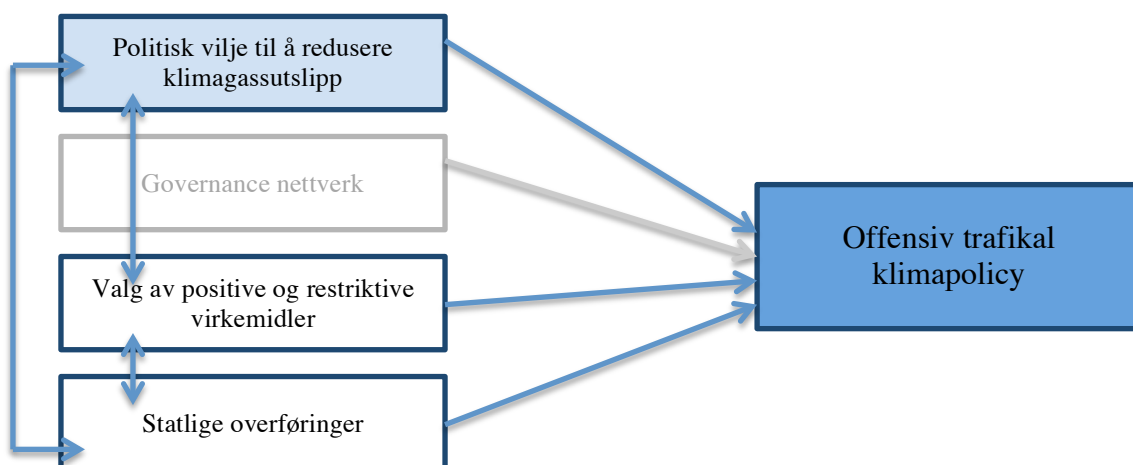 Politisk vilje til å redusere
klimagassutslipp
Governance nettverk
Valg av positive og restriktive
virkemidler
Statlige overføringer
Offensiv trafikal
klimapolicy